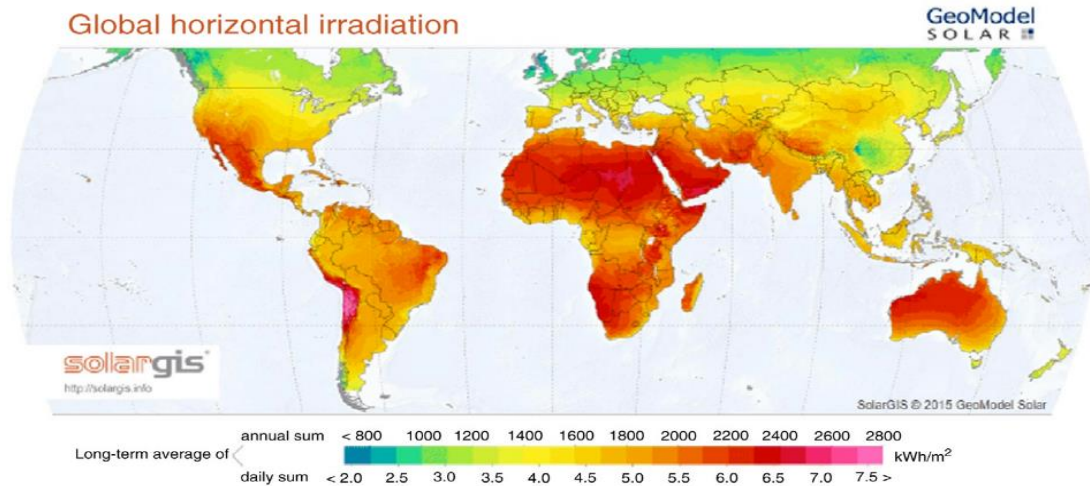 Global horizontal irradiation
GeoModel
SOLAR
solargis
http://solargis.info
SolarGIS © 2015 GeoModel Solar
Long-term average of
annual sum < 800 1000 1200 1400 1600 1800 2000 2200 2400 2600 2800 kWh/m²
daily sum < 2.0 2.5 3.0 3.5 4.0 4.5 5.0 5.5 6.0 6.5 7.0 7.5 >